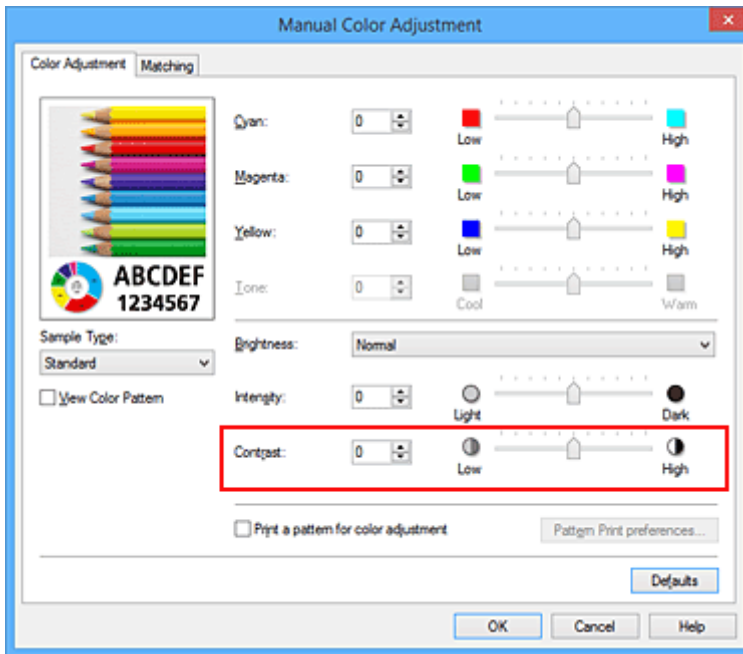 Manual Color Adjustment
Color Adjustment Matching
ABCDEF
1234567
Sample Type:
Standard
View Color Pattern
Cyan: 0 Low High
Magenta: 0 Low High
Yellow: 0 Low High
Tone: 0 Cool Warm
Brightness: Normal
Intensity: 0 Light Dark
Contrast: 0 Low High
Print a pattern for color adjustment Pattern Print preferences...
Defaults
OK Cancel Help